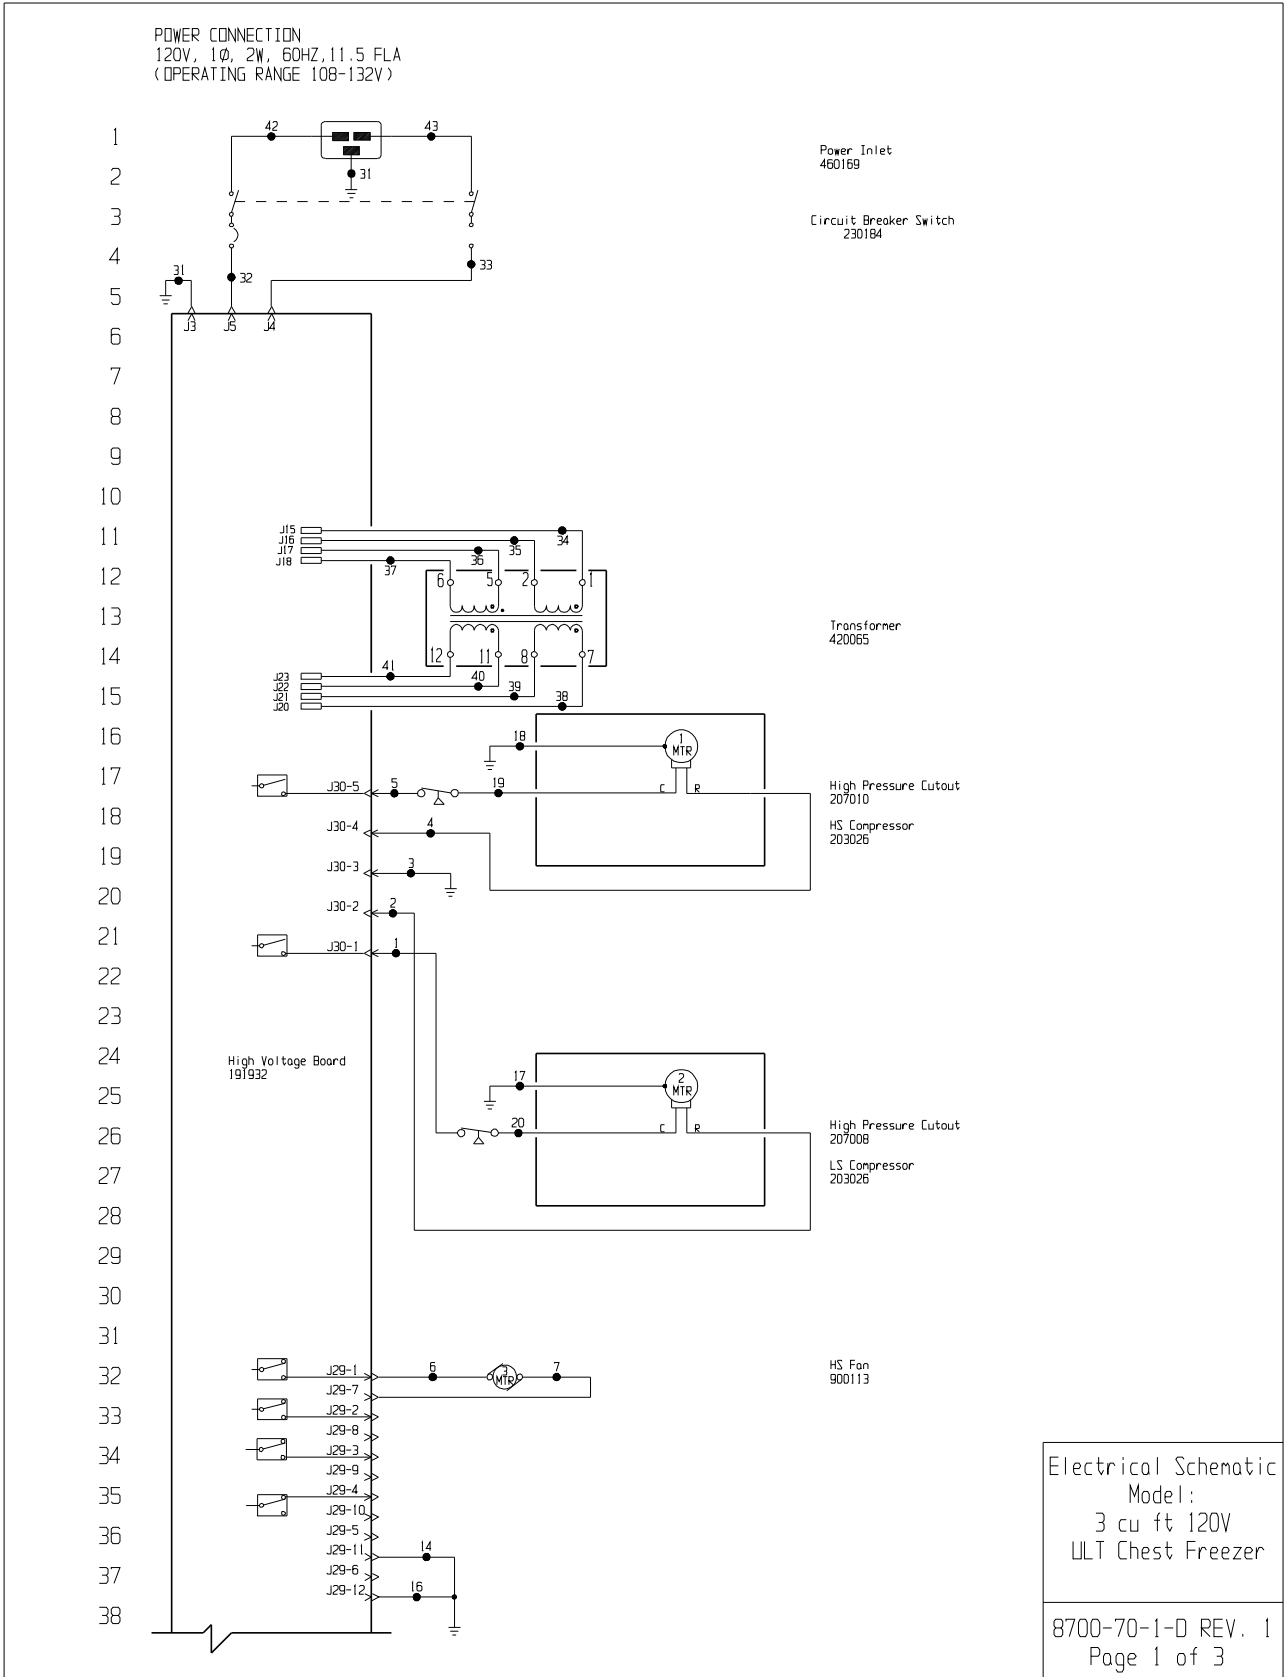 POWER CONNECTION
120V, 1Ø, 2W, 60HZ,11.5 FLA
(OPERATING RANGE 108-132V)
1
42
43
Power Inlet
460169
2
31
3
Circuit Breaker Switch
230184
4
31
32
33
5
J3
J5
J4
6
7
8
9
10
11
J15
J16
J17
J18
34
35
36
37
12
6
5
2
1
13
Transformer
420065
14
12
11
8
7
J23
J22
J21
J20
41
40
39
38
15
16
18
1
MTR
17
J30-5
5
19
C
R
High Pressure Cutout
207010
18
J30-4
4
HS Compressor
203026
19
J30-3
3
20
J30-2
2
21
J30-1
1
22
23
24
High Voltage Board
191932
25
17
2
MTR
26
20
C
R
High Pressure Cutout
207008
27
LS Compressor
203026
28
29
30
31
32
J29-1
6
3
MTR
7
HS Fan
900113
J29-7
33
J29-2
J29-8
34
J29-3
J29-9
35
J29-4
J29-10
36
J29-5
J29-11
14
37
J29-6
J29-12
16
38
Electrical Schematic
Model:
3 cu ft 120V
ULT Chest Freezer
8700-70-1-D REV. 1
Page 1 of 3